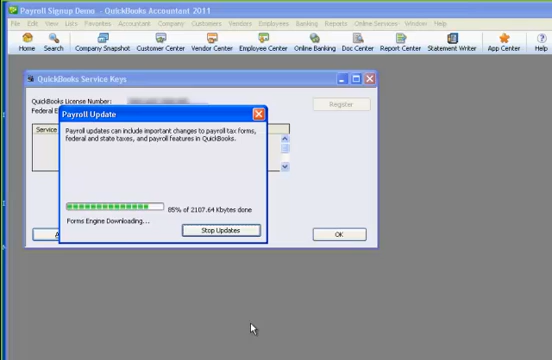 Payroll Signup Demo - QuickBooks Accountant 2011
File Edit View Lists Favorites Accountant Company Customers Vendors Employees Banking Reports Online Services Window Help
Home Search Company Snapshot Customer Center Vendor Center Employee Center Online Banking Doc Center Report Center Statement Writer App Center Help
QuickBooks Service Keys
QuickBooks License Number:
Register
Federal E
Service
Payroll Update
Payroll updates can include important changes to payroll tax forms,
federal and state taxes, and payroll features in QuickBooks.
85% of 2107.64 Kbytes done
Forms Engine Downloading...
Stop Updates
OK